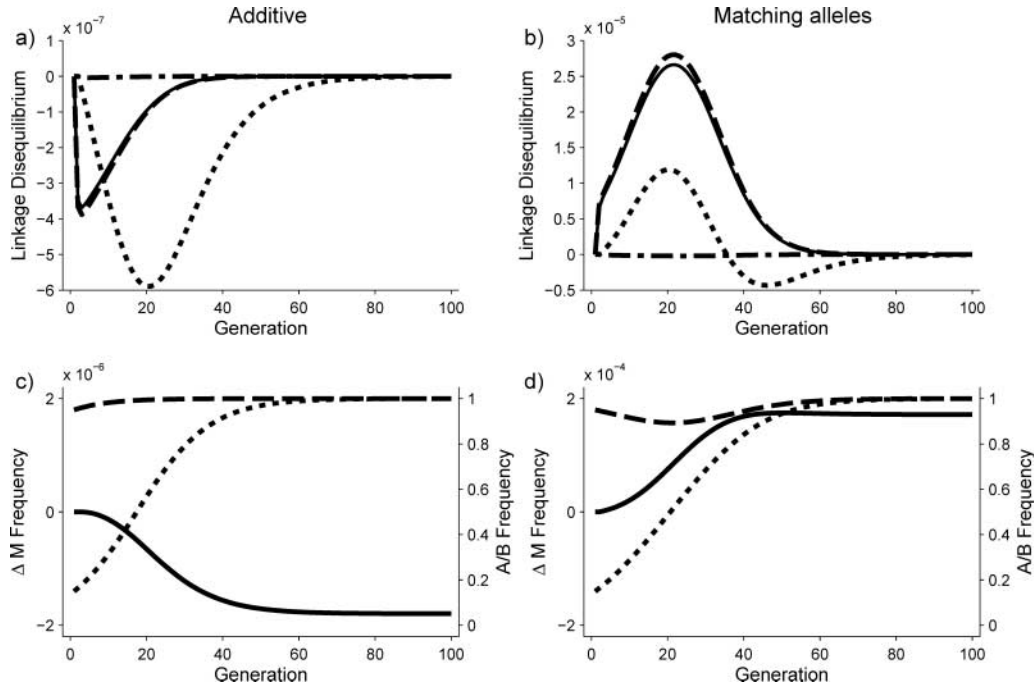 Additive
a) x 10⁻⁷
1
0
−1
−2
−3
−4
−5
−6
Linkage Disequilibrium
0 20 40 60 80 100
Generation
Matching alleles
b) x 10⁻⁵
3
2.5
2
1.5
1
0.5
0
−0.5
Linkage Disequilibrium
0 20 40 60 80 100
Generation
c) x 10⁻⁶
2
0
−2
Δ M Frequency
1
0.8
0.6
0.4
0.2
0
A/B Frequency
0 20 40 60 80 100
Generation
d) x 10⁻⁴
2
0
−2
Δ M Frequency
1
0.8
0.6
0.4
0.2
0
A/B Frequency
0 20 40 60 80 100
Generation